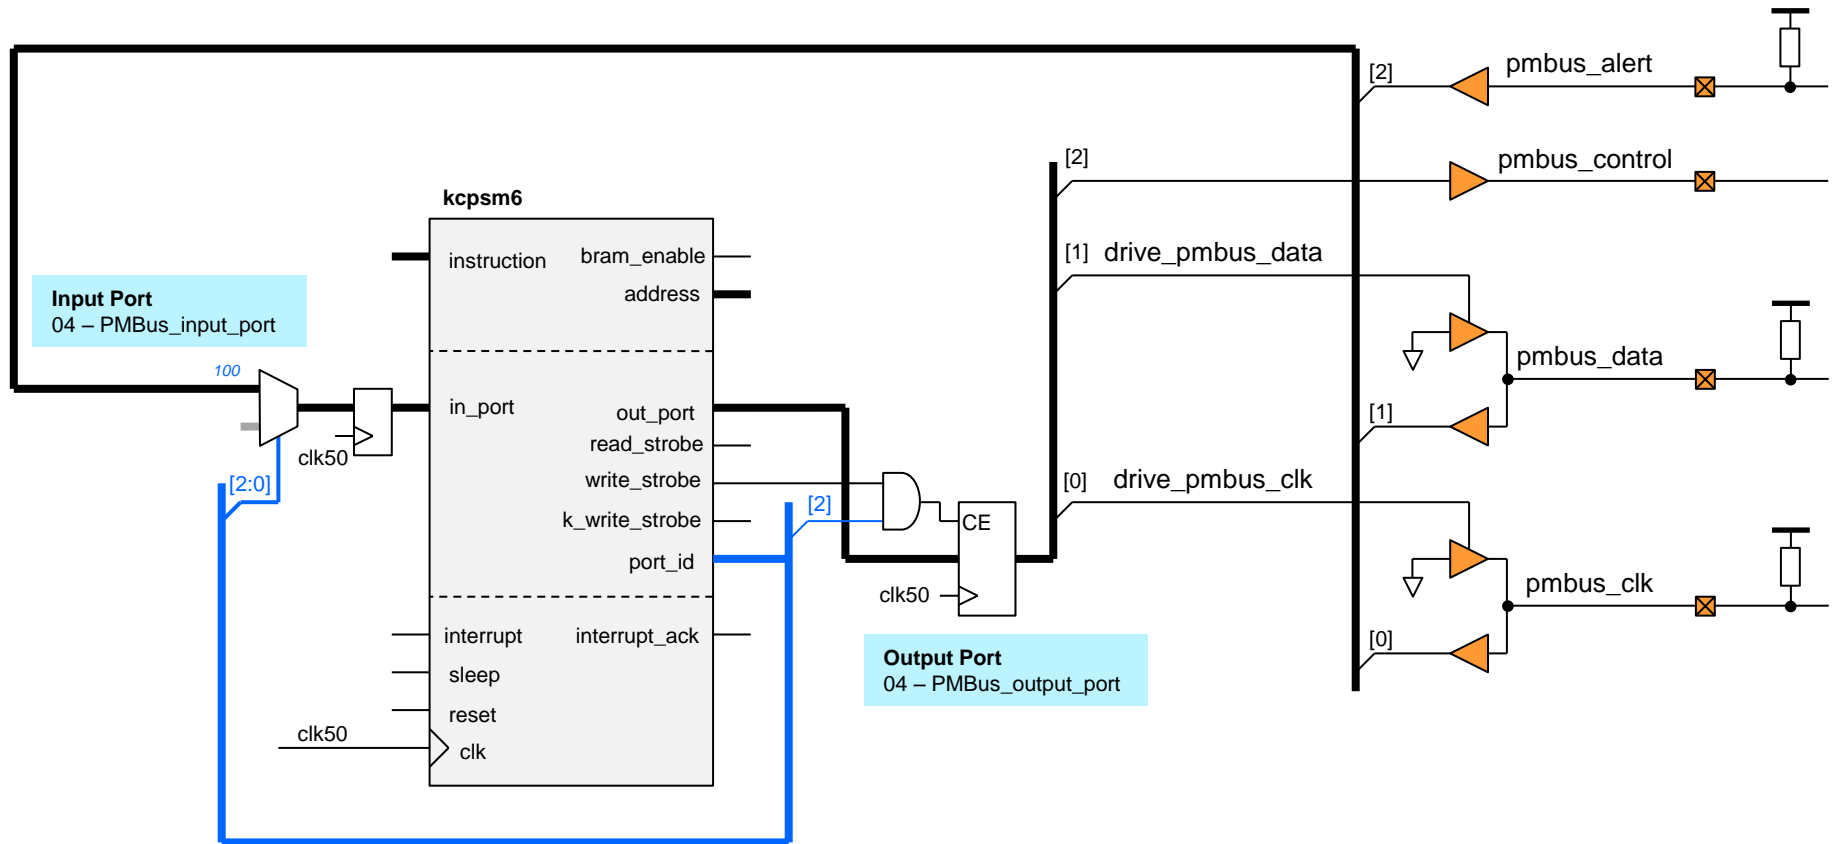 [2]
pmbus_alert
[2]
pmbus_control
kcpsm6
instruction
bram_enable
address
[1]
drive_pmbus_data
Input Port
04 – PMBus_input_port
100
pmbus_data
in_port
out_port
[1]
clk50
read_strobe
[2:0]
write_strobe
[2]
[0]
drive_pmbus_clk
k_write_strobe
CE
port_id
clk50
pmbus_clk
interrupt
interrupt_ack
[0]
sleep
Output Port
04 – PMBus_output_port
reset
clk50
clk